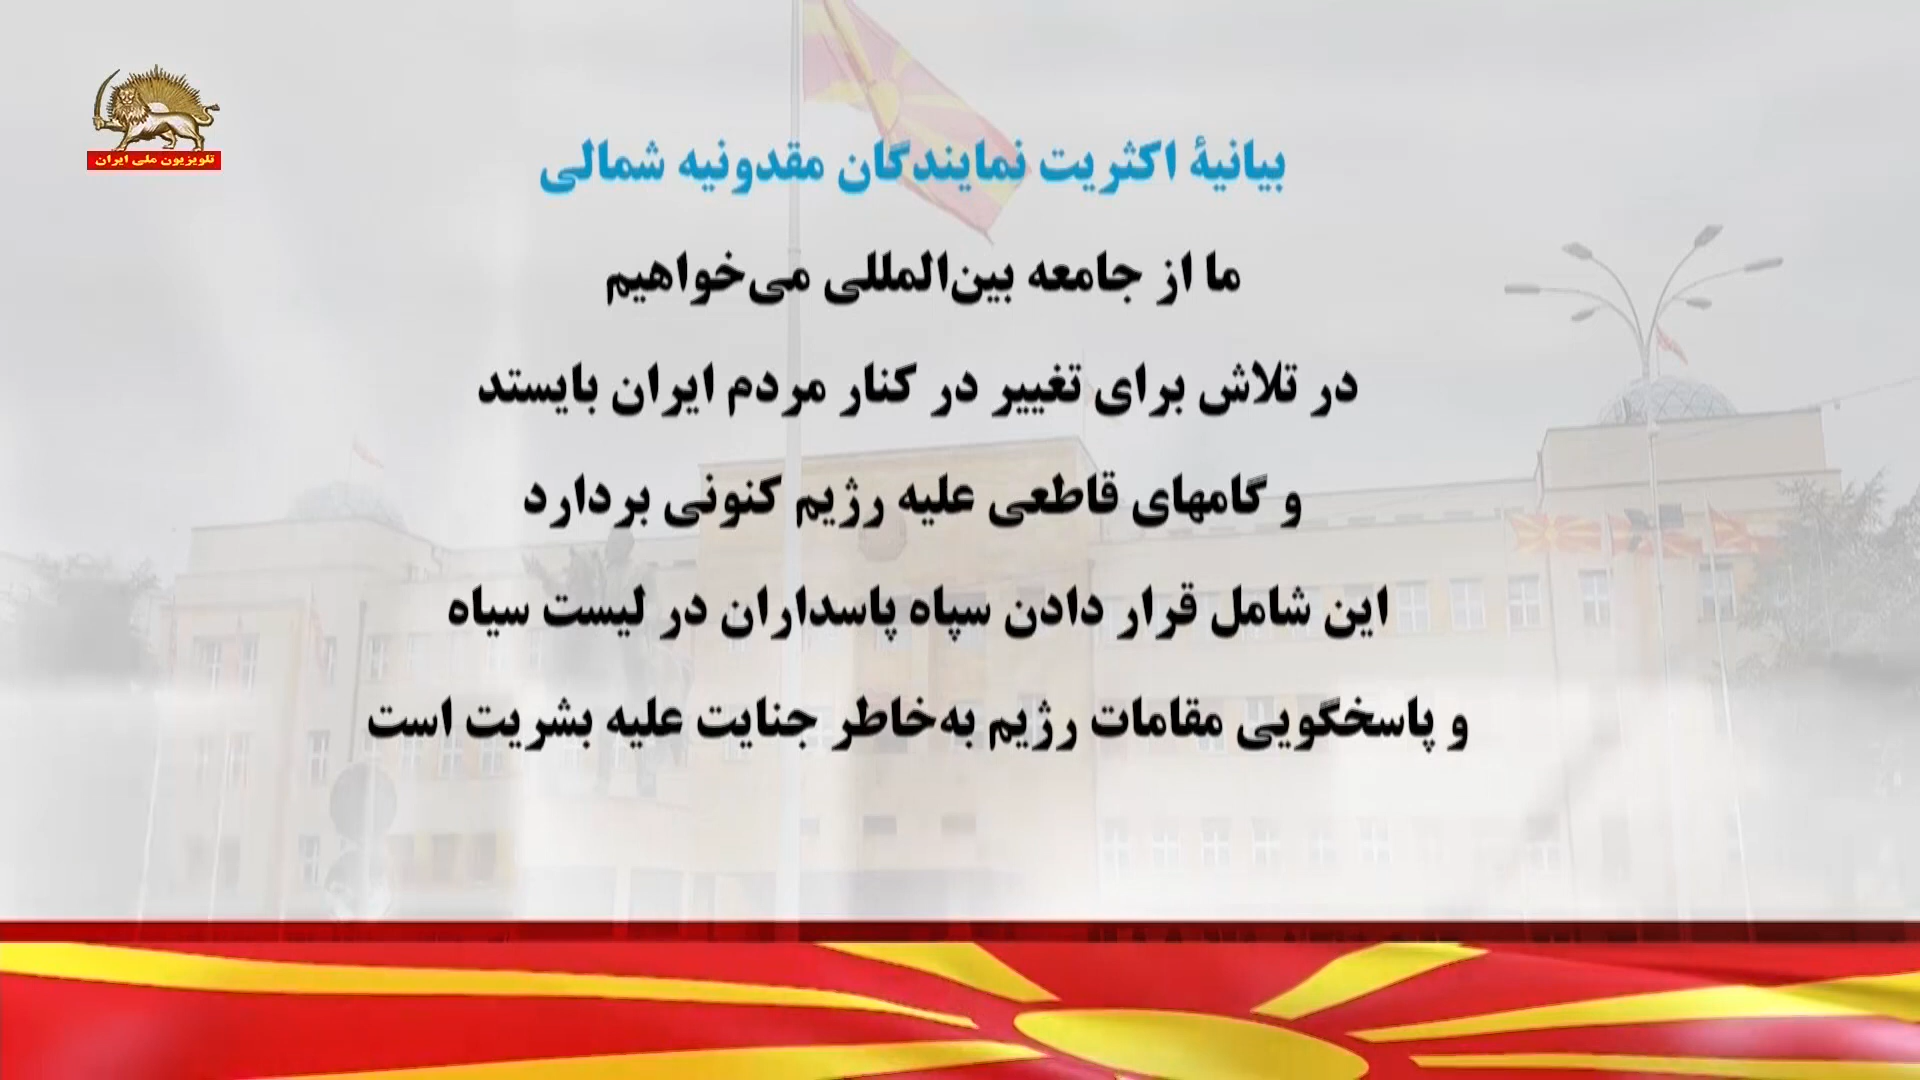 تلویزیون ملی ایران
بیانیهٔ اکثریت نمایندگان مقدونیه شمالی
ما از جامعه بین‌المللی می‌خواهیم
در تلاش برای تغییر در کنار مردم ایران بایستد
و گامهای قاطعی علیه رژیم کنونی بردارد
این شامل قرار دادن سپاه پاسداران در لیست سیاه
و پاسخگویی مقامات رژیم به‌خاطر جنایت علیه بشریت است